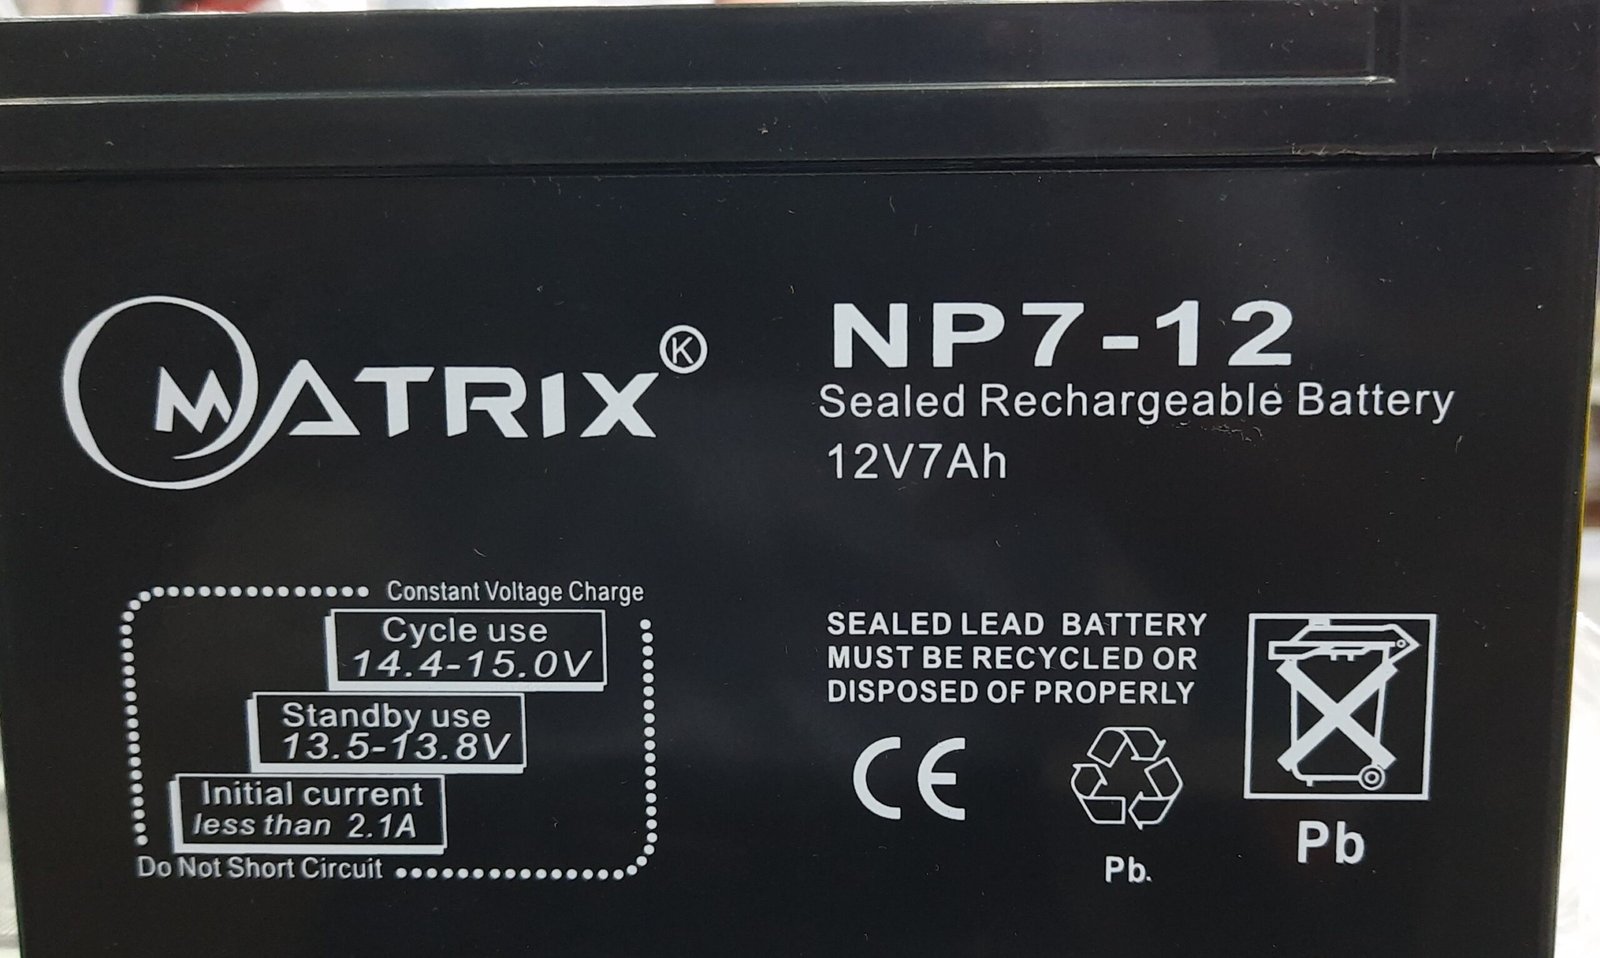 MATRIX
K
NP7-12
Sealed Rechargeable Battery
12V7Ah
Constant Voltage Charge
Cycle use
14.4-15.0V
Standby use
13.5-13.8V
Initial current
less than 2.1A
Do Not Short Circuit
SEALED LEAD BATTERY
MUST BE RECYCLED OR
DISPOSED OF PROPERLY
CE
Pb.
Pb